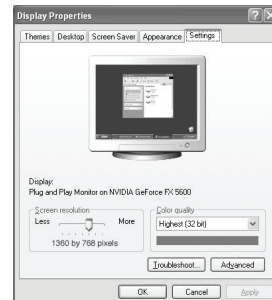 Display Properties
Themes Desktop Screen Saver Appearance Settings
Display:
Plug and Play Monitor on NVIDIA GeForce FX 5600
Screen resolution
Color quality
Less More
Highest (32 bit)
1360 by 768 pixels
Troubleshoot... Advanced
OK Cancel Apply